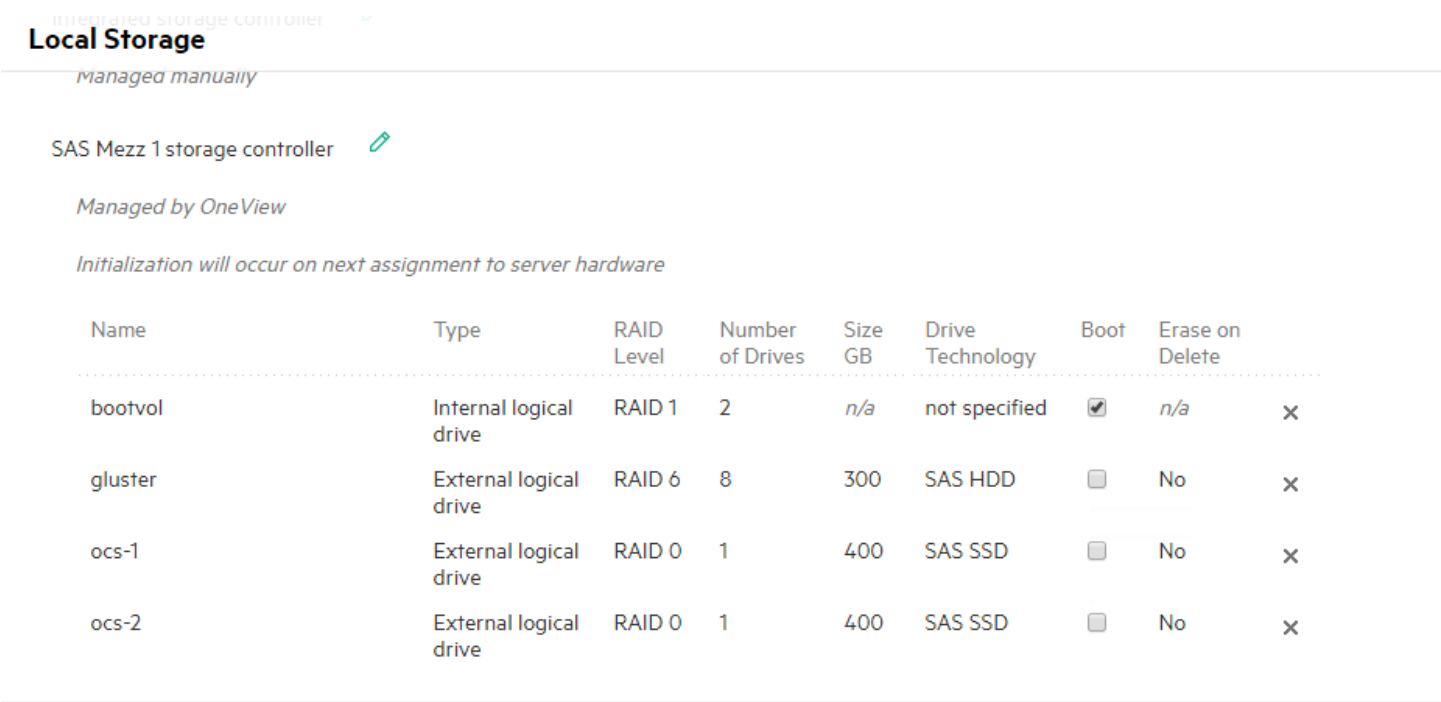 Integrated storage controller
Local Storage
Managed manually
SAS Mezz 1 storage controller
Managed by OneView
Initialization will occur on next assignment to server hardware
Name Type RAID Level Number of Drives Size GB Drive Technology Boot Erase on Delete
bootvol Internal logical drive RAID 1 2 n/a not specified n/a
gluster External logical drive RAID 6 8 300 SAS HDD No
ocs-1 External logical drive RAID 0 1 400 SAS SSD No
ocs-2 External logical drive RAID 0 1 400 SAS SSD No